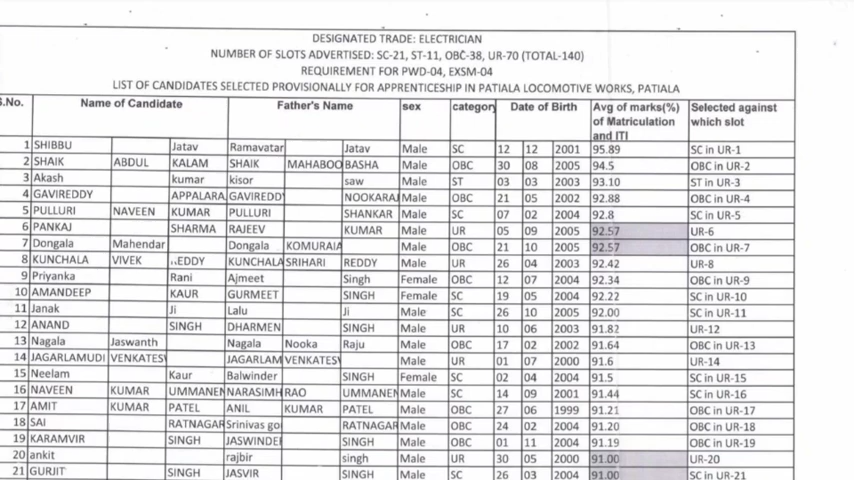 DESIGNATED TRADE: ELECTRICIAN
NUMBER OF SLOTS ADVERTISED: SC-21, ST-11, OBC-38, UR-70 (TOTAL-140)
REQUIREMENT FOR PWD-04, EXSM-04
LIST OF CANDIDATES SELECTED PROVISIONALLY FOR APPRENTICESHIP IN PATIALA LOCOMOTIVE WORKS, PATIALA
S.No. Name of Candidate Father's Name sex category Date of Birth Avg of marks(%) of Matriculation and ITI Selected against which slot
1 SHIBBU Jatav Ramavatar Jatav Male SC 12 12 2001 95.89 SC in UR-1
2 SHAIK ABDUL KALAM SHAIK MAHABOO BASHA Male OBC 30 08 2005 94.5 OBC in UR-2
3 Akash kumar kisor saw Male ST 03 03 2003 93.10 ST in UR-3
4 GAVIREDDY APPALARA GAVIREDDY NOOKARAJ Male OBC 21 05 2002 92.88 OBC in UR-4
5 PULLURI NAVEEN KUMAR PULLURI SHANKAR Male SC 07 02 2004 92.8 SC in UR-5
6 PANKAJ SHARMA RAJEEV KUMAR Male UR 05 09 2005 92.57 UR-6
7 Dongala Mahendar Dongala KOMURAIA Male OBC 21 10 2005 92.57 OBC in UR-7
8 KUNCHALA VIVEK REDDY KUNCHALA SRIHARI REDDY Male UR 26 04 2003 92.42 UR-8
9 Priyanka Rani Ajmeet Singh Female OBC 12 07 2004 92.34 OBC in UR-9
10 AMANDEEP KAUR GURMEET SINGH Female SC 19 05 2004 92.22 SC in UR-10
11 Janak Ji Lalu Ji Male SC 26 10 2005 92.00 SC in UR-11
12 ANAND SINGH DHARMEN SINGH Male UR 10 06 2003 91.82 UR-12
13 Nagala Jaswanth Nagala Nooka Raju Male OBC 17 02 2002 91.64 OBC in UR-13
14 JAGARLAMUDI VENKATESV JAGARLAM VENKATESV Male UR 01 07 2000 91.6 UR-14
15 Neelam Kaur Balwinder SINGH Female SC 02 04 2004 91.5 SC in UR-15
16 NAVEEN KUMAR UMMANEN NARASIMH RAO UMMANEN Male SC 14 09 2001 91.44 SC in UR-16
17 AMIT KUMAR PATEL ANIL KUMAR PATEL Male OBC 27 06 1999 91.21 OBC in UR-17
18 SAI RATNAGAR Srinivas go RATNAGAR Male OBC 24 02 2004 91.20 OBC in UR-18
19 KARAMVIR SINGH JASWINDE SINGH Male OBC 01 11 2004 91.19 OBC in UR-19
20 ankit rajbir singh Male UR 30 05 2000 91.00 UR-20
21 GURJIT SINGH JASVIR SINGH Male SC 26 03 2004 91.00 SC in UR-21